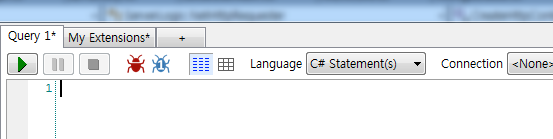 Query 1* My Extensions* +
Language C# Statement(s) Connection <None>
1